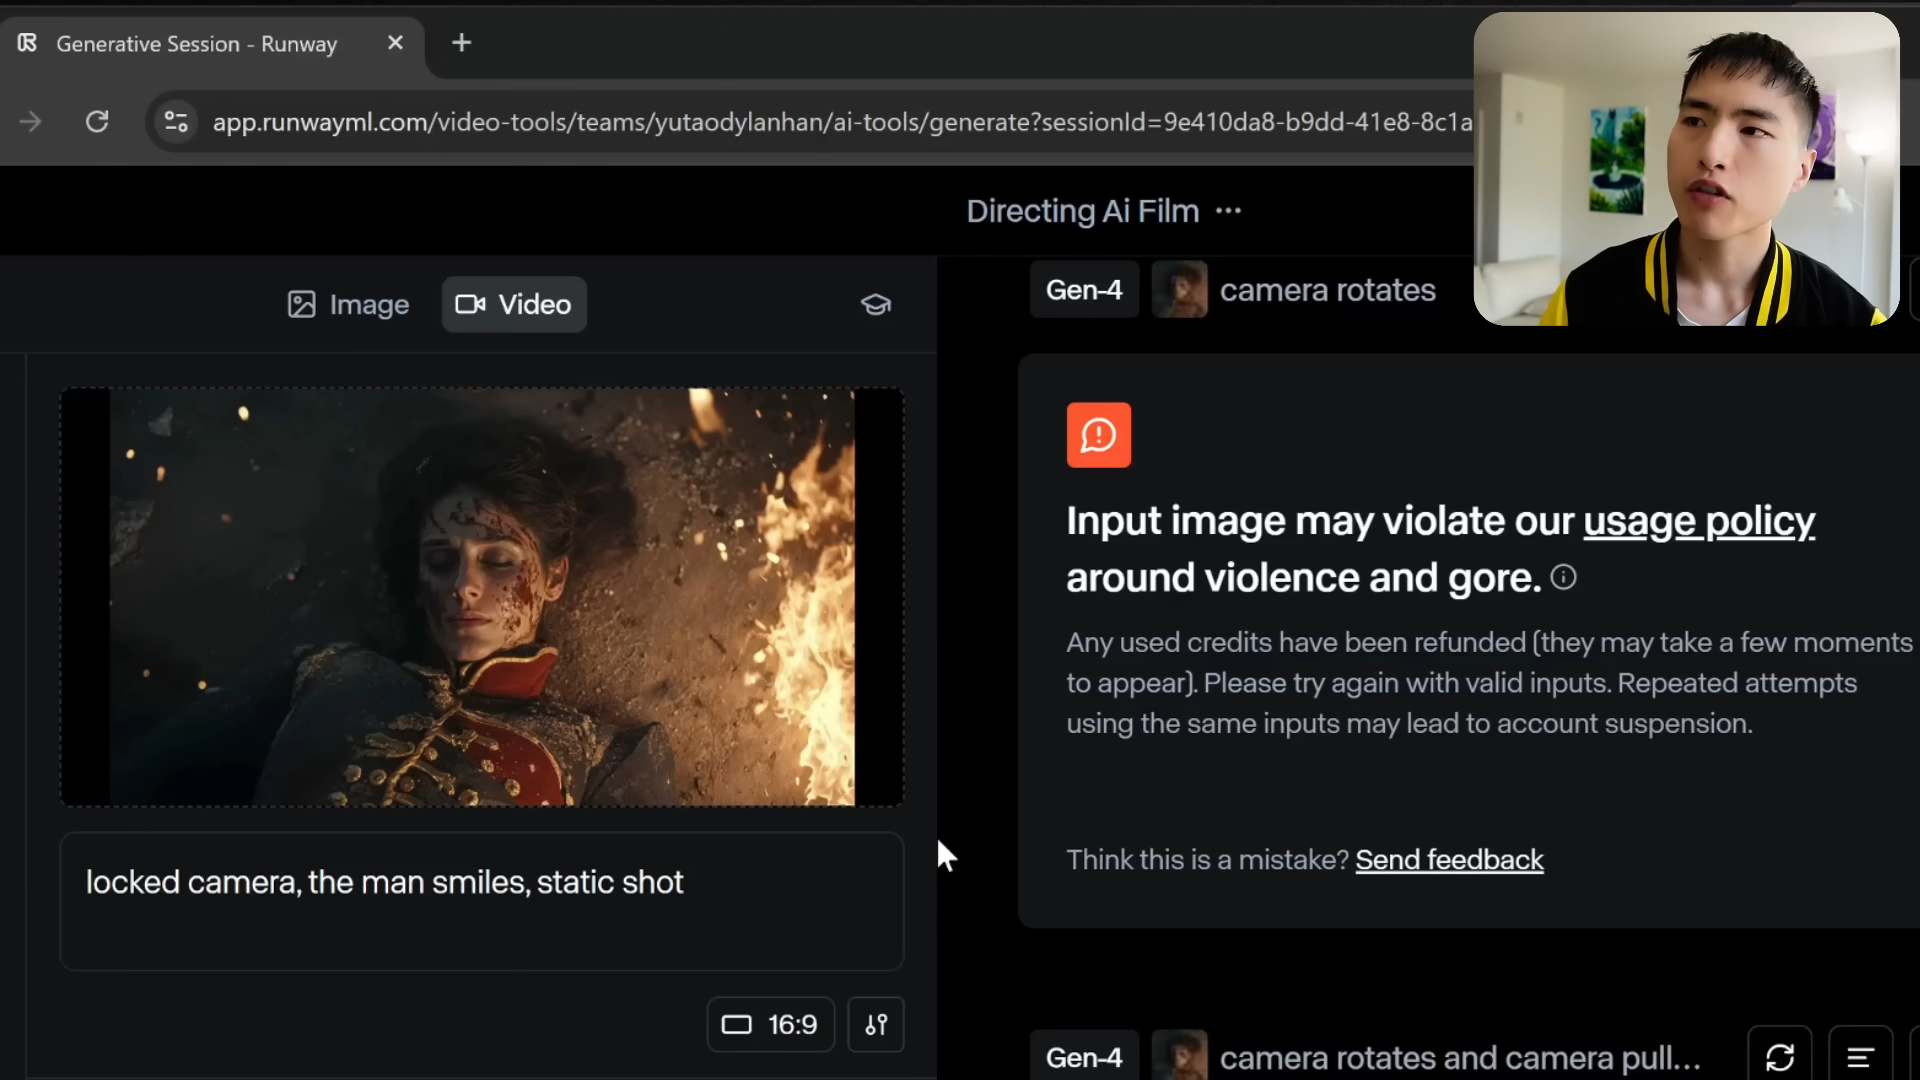 Generative Session - Runway
app.runwayml.com/video-tools/teams/yutaodylanhan/ai-tools/generate?sessionId=9e410da8-b9dd-41e8-8c1a
Directing Ai Film ...
Image
Video
Gen-4
camera rotates
Input image may violate our usage policy
around violence and gore.
Any used credits have been refunded (they may take a few moments
to appear). Please try again with valid inputs. Repeated attempts
using the same inputs may lead to account suspension.
Think this is a mistake? Send feedback
locked camera, the man smiles, static shot
16:9
Gen-4
camera rotates and camera pull...